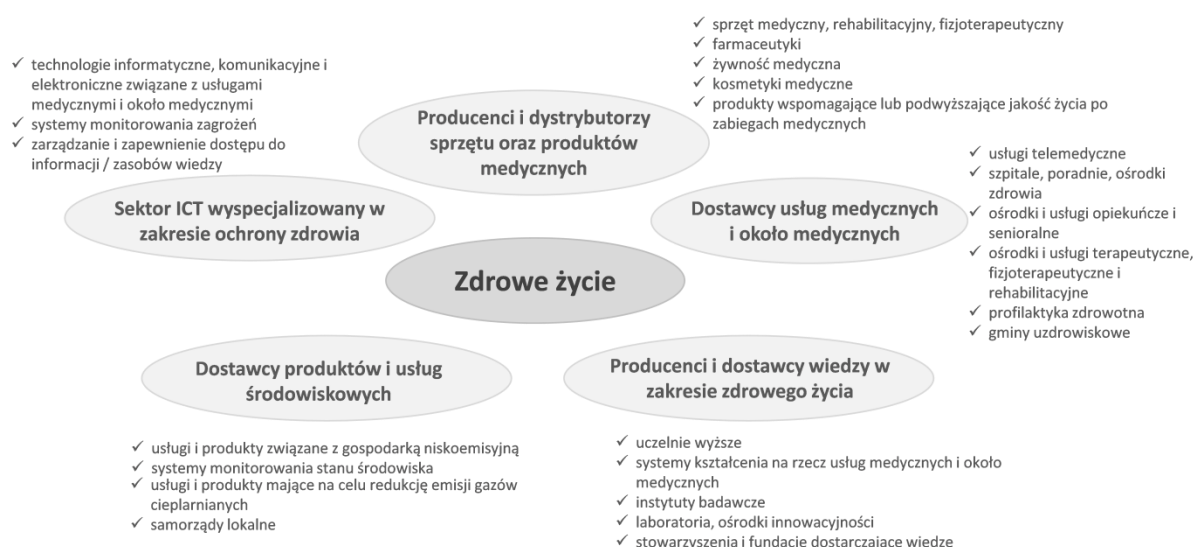 ✓ sprzęt medyczny, rehabilitacyjny, fizjoterapeutyczny
✓ farmaceutyki
✓ żywność medyczna
✓ kosmetyki medyczne
✓ produkty wspomagające lub podwyższające jakość życia po
zabiegach medycznych
✓ technologie informatyczne, komunikacyjne i
elektroniczne związane z usługami
medycznymi i około medycznymi
✓ systemy monitorowania zagrożeń
✓ zarządzanie i zapewnienie dostępu do
informacji / zasobów wiedzy
Producenci i dystrybutorzy
sprzętu oraz produktów
medycznych
Sektor ICT wyspecjalizowany w
zakresie ochrony zdrowia
Dostawcy usług medycznych
i około medycznych
✓ usługi telemedyczne
✓ szpitale, poradnie, ośrodki
zdrowia
✓ ośrodki i usługi opiekuńcze i
senioralne
✓ ośrodki i usługi terapeutyczne,
fizjoterapeutyczne i
rehabilitacyjne
✓ profilaktyka zdrowotna
✓ gminy uzdrowiskowe
Zdrowe życie
Dostawcy produktów i usług
środowiskowych
Producenci i dostawcy wiedzy w
zakresie zdrowego życia
✓ usługi i produkty związane z gospodarką niskoemisyjną
✓ systemy monitorowania stanu środowiska
✓ usługi i produkty mające na celu redukcję emisji gazów
cieplarnianych
✓ samorządy lokalne
✓ uczelnie wyższe
✓ systemy kształcenia na rzecz usług medycznych i około
medycznych
✓ instytuty badawcze
✓ laboratoria, ośrodki innowacyjności
✓ stowarzyszenia i fundacje dostarczające wiedzę